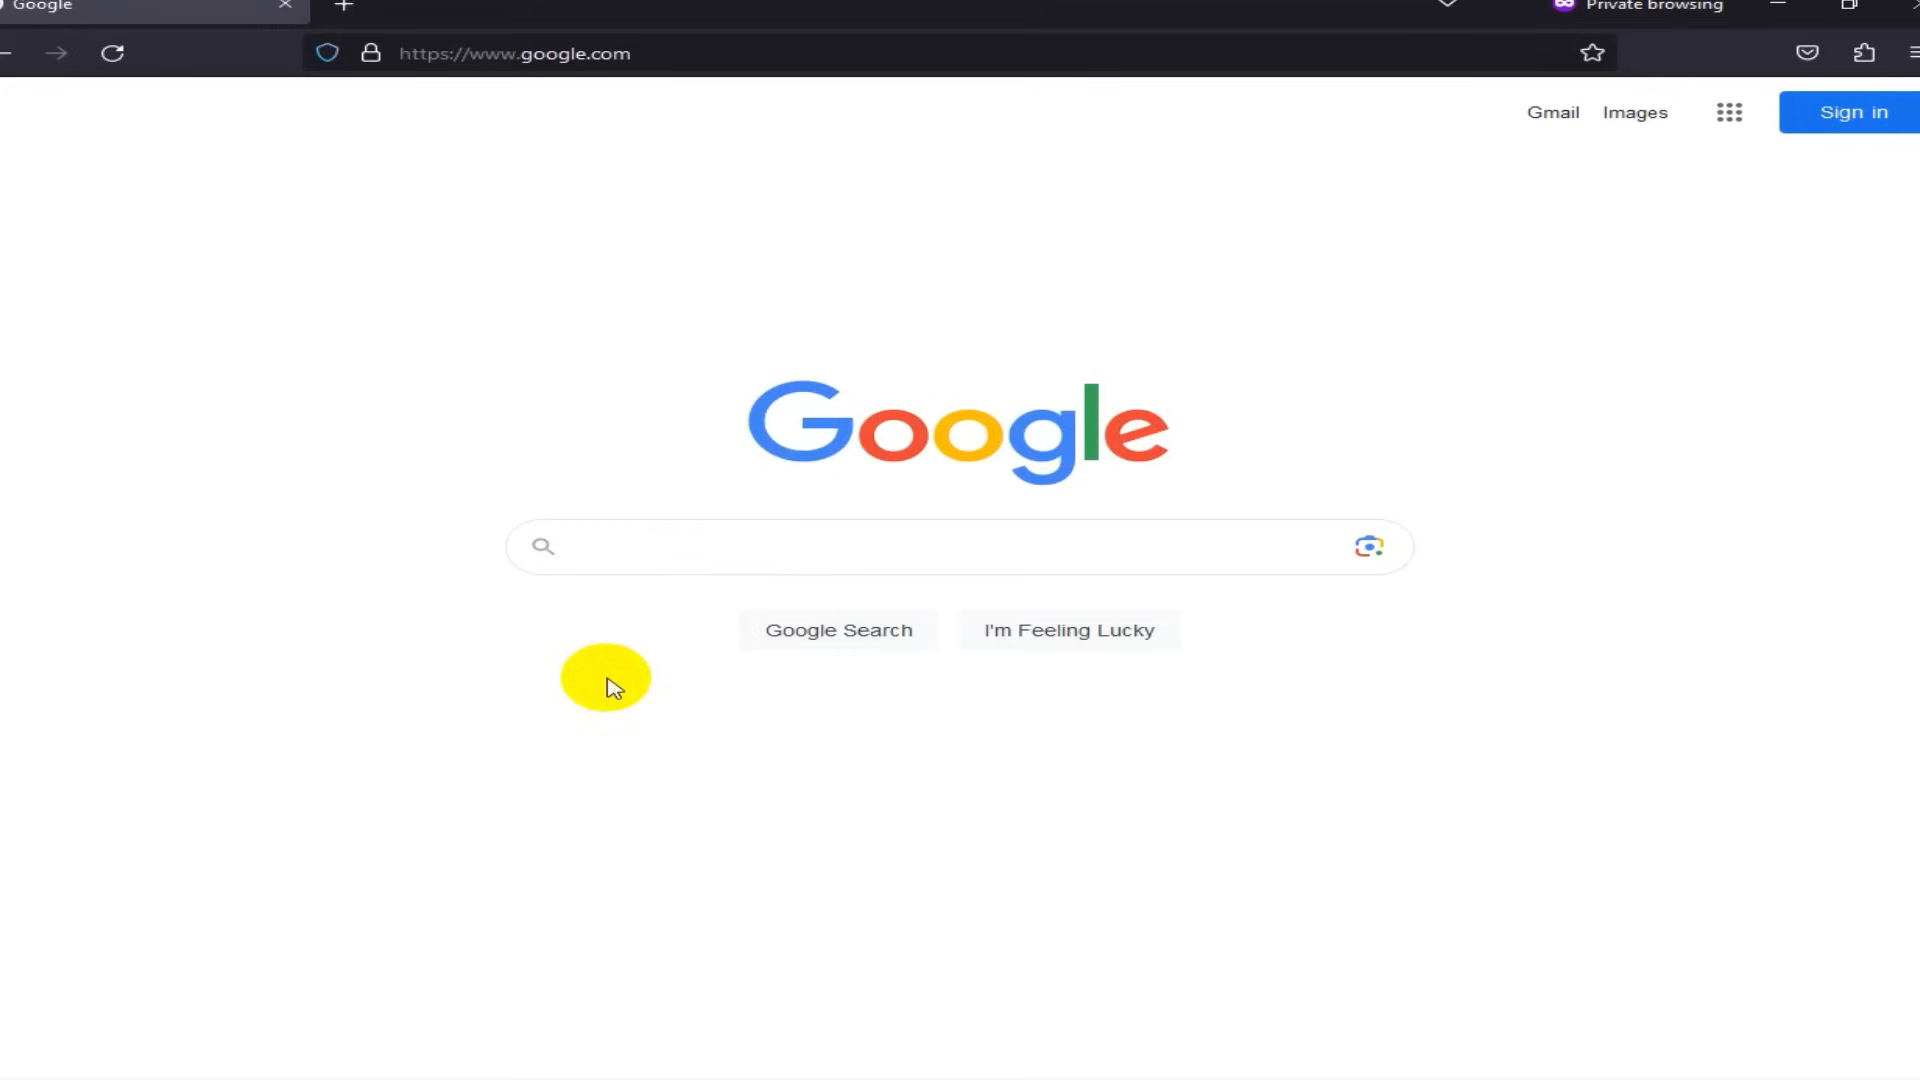 Google
Private browsing
https://www.google.com
Gmail Images
Sign in
Google
Google Search I'm Feeling Lucky